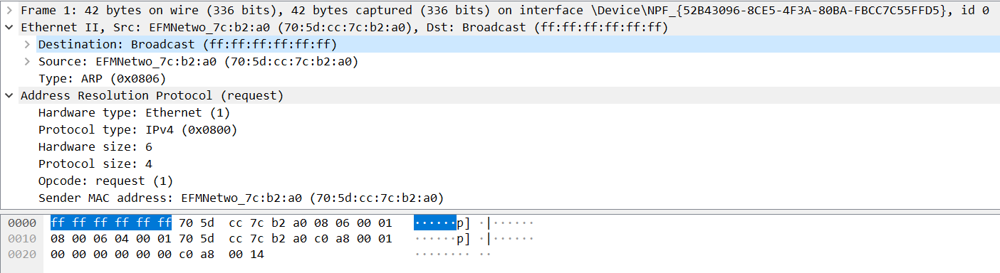 Frame 1: 42 bytes on wire (336 bits), 42 bytes captured (336 bits) on interface \Device\NPF_{52B43096-8CE5-4F3A-80BA-FBCC7C55FFD5}, id 0
Ethernet II, Src: EFMNetwo_7c:b2:a0 (70:5d:cc:7c:b2:a0), Dst: Broadcast (ff:ff:ff:ff:ff:ff)
Destination: Broadcast (ff:ff:ff:ff:ff:ff)
Source: EFMNetwo_7c:b2:a0 (70:5d:cc:7c:b2:a0)
Type: ARP (0x0806)
Address Resolution Protocol (request)
Hardware type: Ethernet (1)
Protocol type: IPv4 (0x0800)
Hardware size: 6
Protocol size: 4
Opcode: request (1)
Sender MAC address: EFMNetwo_7c:b2:a0 (70:5d:cc:7c:b2:a0)
0000 ff ff ff ff ff ff 70 5d cc 7c b2 a0 08 06 00 01 ······p] ·|······
0010 08 00 06 04 00 01 70 5d cc 7c b2 a0 c0 a8 00 01 ······p] ·|······
0020 00 00 00 00 00 00 c0 a8 00 14 ········ ··